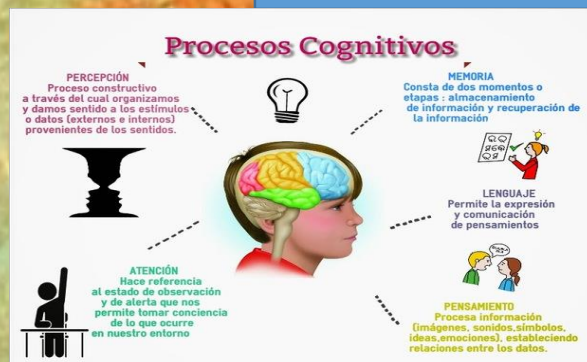 Procesos Cognitivos
PERCEPCIÓN
Proceso constructivo
a través del cual organizamos
y damos sentido a los estímulos
o datos (externos e internos)
provenientes de los sentidos.
MEMORIA
Consta de dos momentos o
etapas : almacenamiento
de información y recuperación de
la información
LENGUAJE
Permite la expresión
y comunicación
de pensamientos
ATENCIÓN
Hace referencia
al estado de observación
y de alerta que nos
permite tomar conciencia
de lo que ocurre
en nuestro entorno
PENSAMIENTO
Procesa información
(imágenes, sonidos,símbolos,
ideas,emociones), estableciendo
relaciones entre los datos.